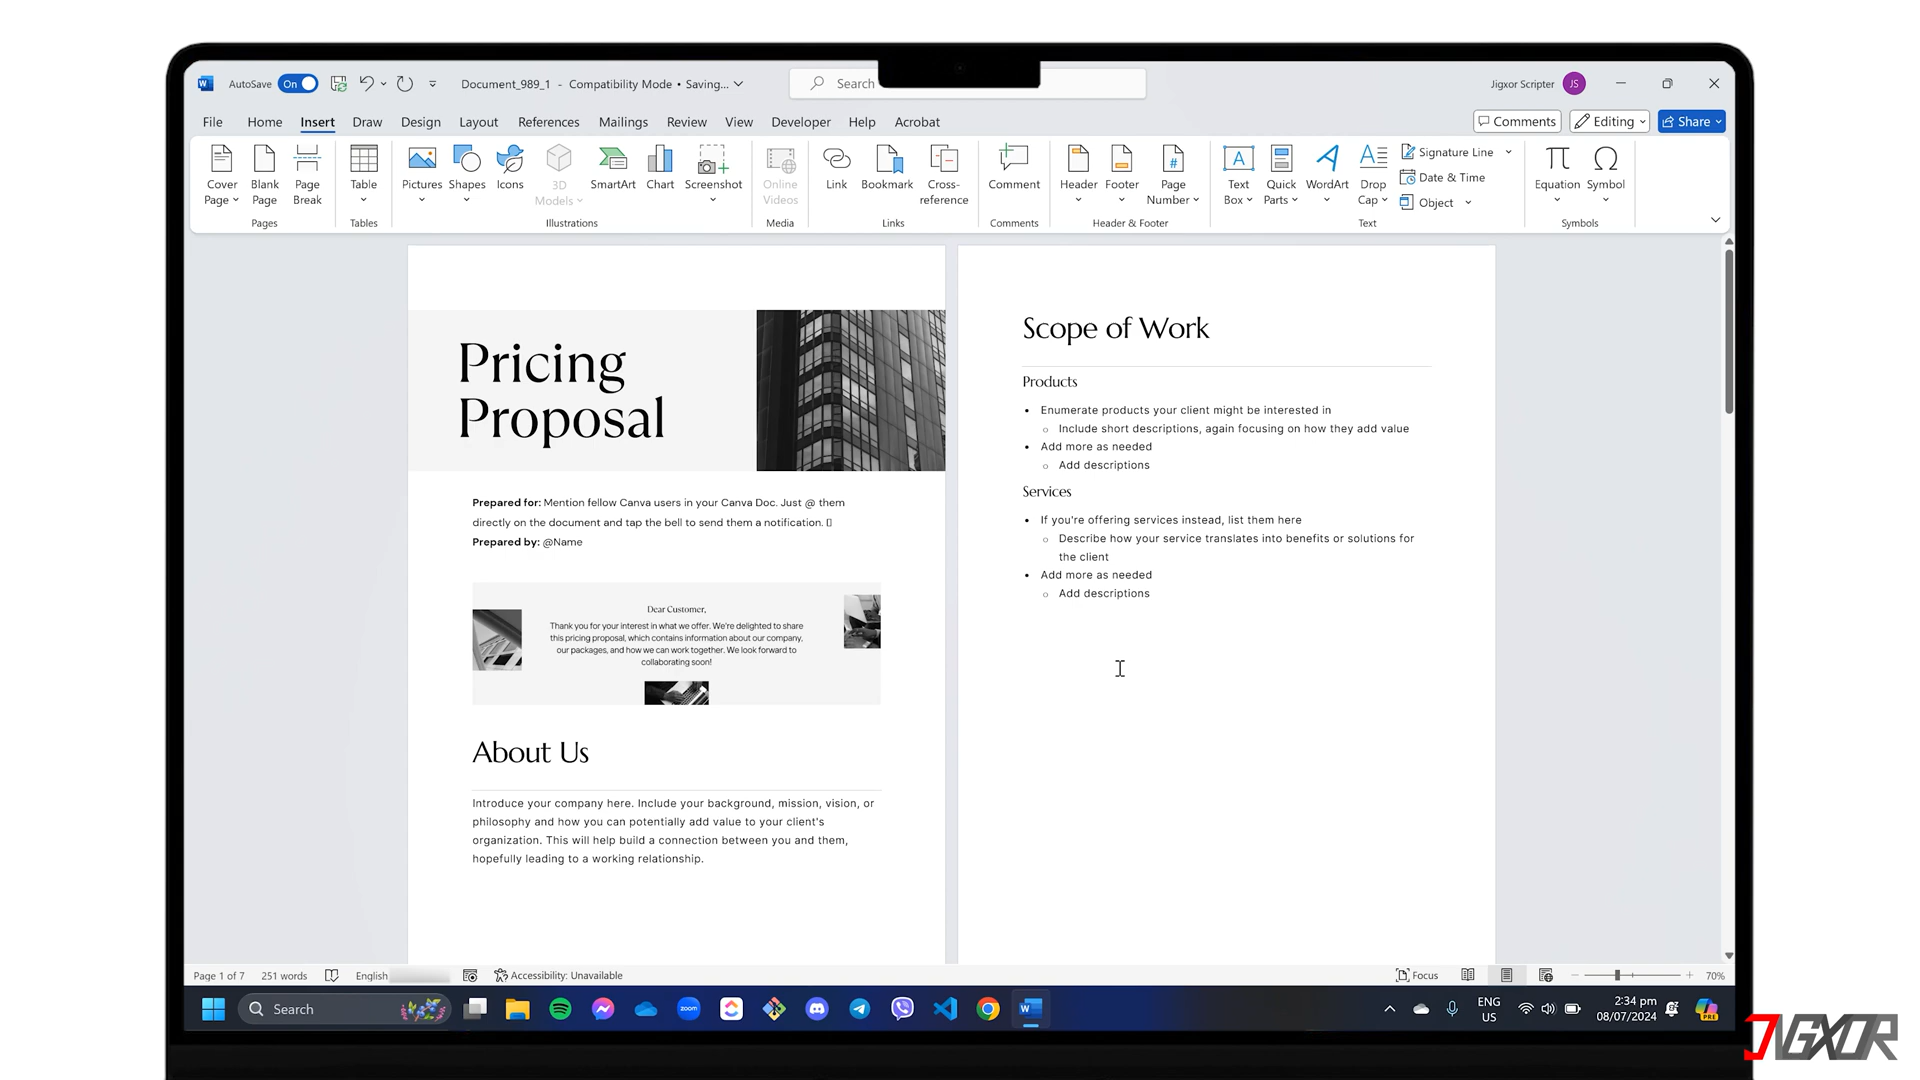 AutoSave On Document_989_1 - Compatibility Mode • Saving... Search Jigxor Scripter JS
File Home Insert Draw Design Layout References Mailings Review View Developer Help Acrobat Comments Editing Share
Cover Page
Blank Page
Page Break
Pages
Table
Tables
Pictures
Shapes
Icons
3D Models
SmartArt
Chart
Screenshot
Illustrations
Online Videos
Media
Link
Bookmark
Cross-reference
Links
Comment
Comments
Header
Footer
Page Number
Header & Footer
Text Box
Quick Parts
WordArt
Drop Cap
Signature Line
Date & Time
Object
Text
Equation
Symbol
Symbols
Pricing
Proposal
Prepared for: Mention fellow Canva users in your Canva Doc. Just @ them
directly on the document and tap the bell to send them a notification.
Prepared by: @Name
Dear Customer,
Thank you for your interest in what we offer. We're delighted to share
this pricing proposal, which contains information about our company,
our packages, and how we can work together. We look forward to
collaborating soon!
About Us
Introduce your company here. Include your background, mission, vision, or
philosophy and how you can potentially add value to your client's
organization. This will help build a connection between you and them,
hopefully leading to a working relationship.
Scope of Work
Products
• Enumerate products your client might be interested in
o Include short descriptions, again focusing on how they add value
• Add more as needed
o Add descriptions
Services
• If you're offering services instead, list them here
o Describe how your service translates into benefits or solutions for
the client
• Add more as needed
o Add descriptions
Page 1 of 7 251 words English Accessibility: Unavailable Focus 70%
Search zoom ENG US 2:34 pm 08/07/2024 PRE
JIGXOR